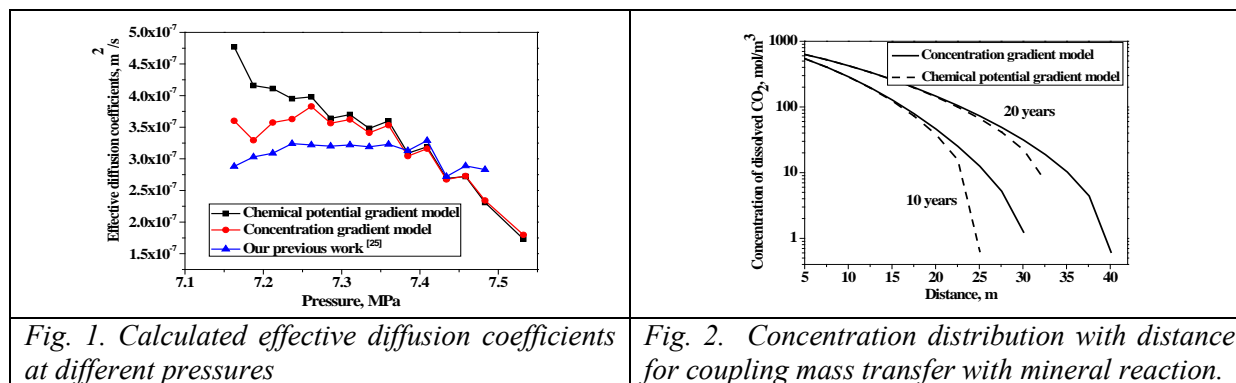 5.0x10-7
4.5x10-7
4.0x10-7
3.5x10-7
3.0x10-7
2.5x10-7
2.0x10-7
1.5x10-7
Effective diffusion coefficients, m2/s
Chemical potential gradient model
Concentration gradient model
Our previous work [25]
7.1 7.2 7.3 7.4 7.5
Pressure, MPa
Fig. 1. Calculated effective diffusion coefficients
at different pressures
1000
100
10
1
Concentration of dissolved CO2, mol/m3
Concentration gradient model
Chemical potential gradient model
20 years
10 years
5 10 15 20 25 30 35 40
Distance, m
Fig. 2. Concentration distribution with distance
for coupling mass transfer with mineral reaction.